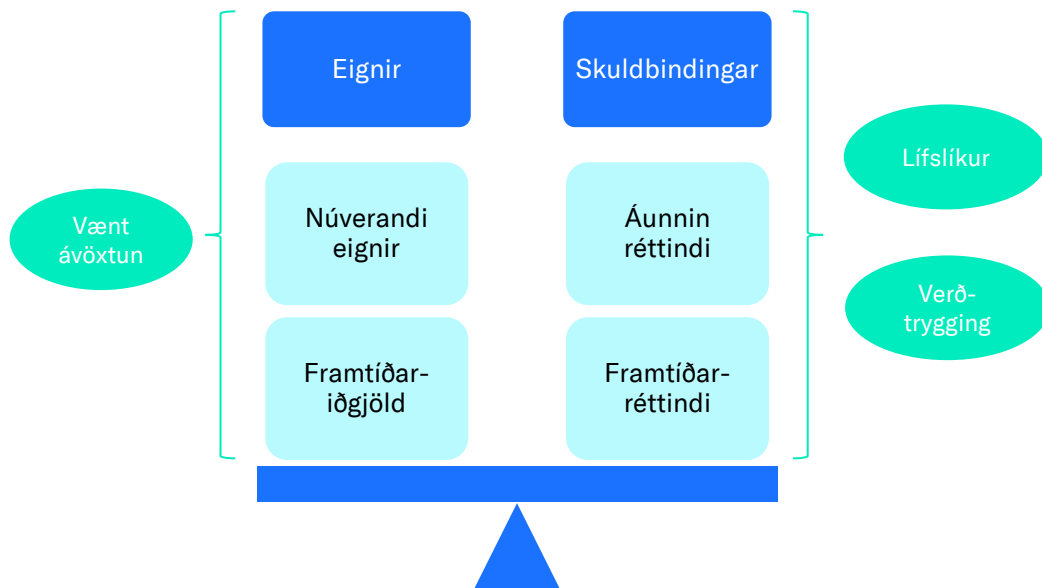 Eignir
Skuldbindingar
Lífslíkur
Vænt
ávöxtun
Núverandi
eignir
Áunnin
réttindi
Verð-
trygging
Framtíðar-
iðgjöld
Framtíðar-
réttindi